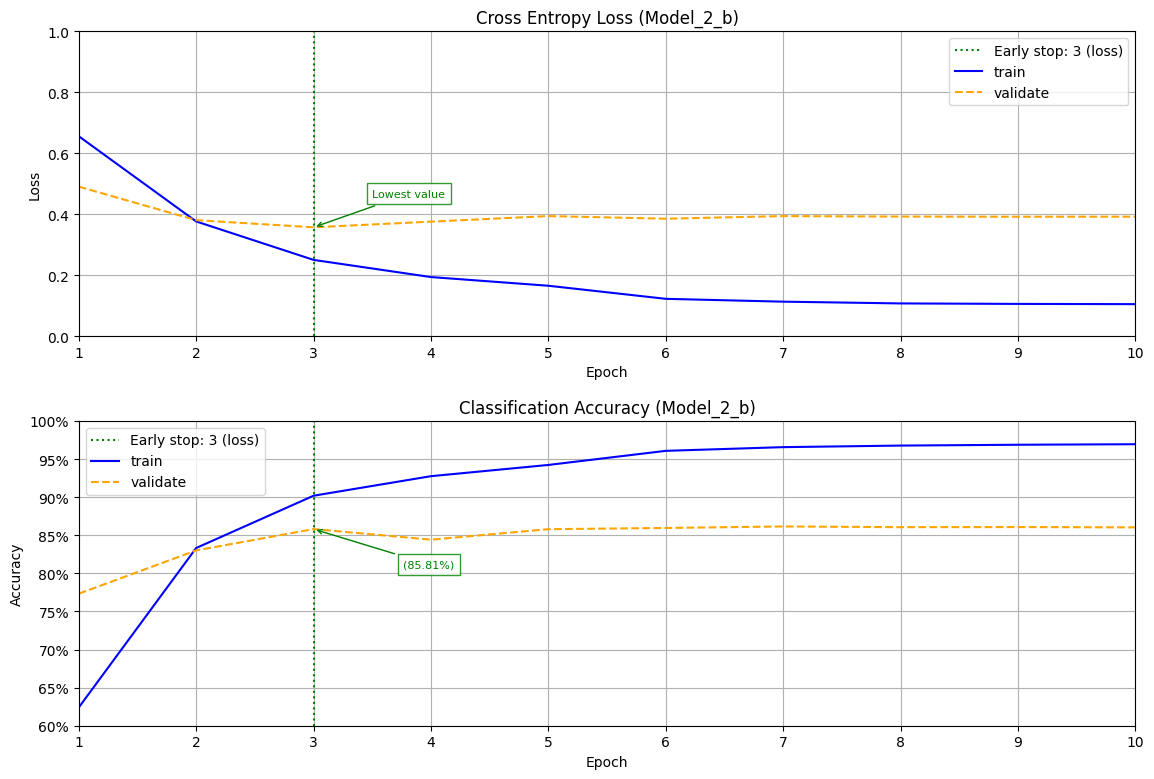 Cross Entropy Loss (Model_2_b)
1.0
0.8
0.6
0.4
0.2
0.0
Loss
Early stop: 3 (loss)
train
validate
Lowest value
1 2 3 4 5 6 7 8 9 10
Epoch
Classification Accuracy (Model_2_b)
100%
95%
90%
85%
80%
75%
70%
65%
60%
Accuracy
Early stop: 3 (loss)
train
validate
(85.81%)
1 2 3 4 5 6 7 8 9 10
Epoch